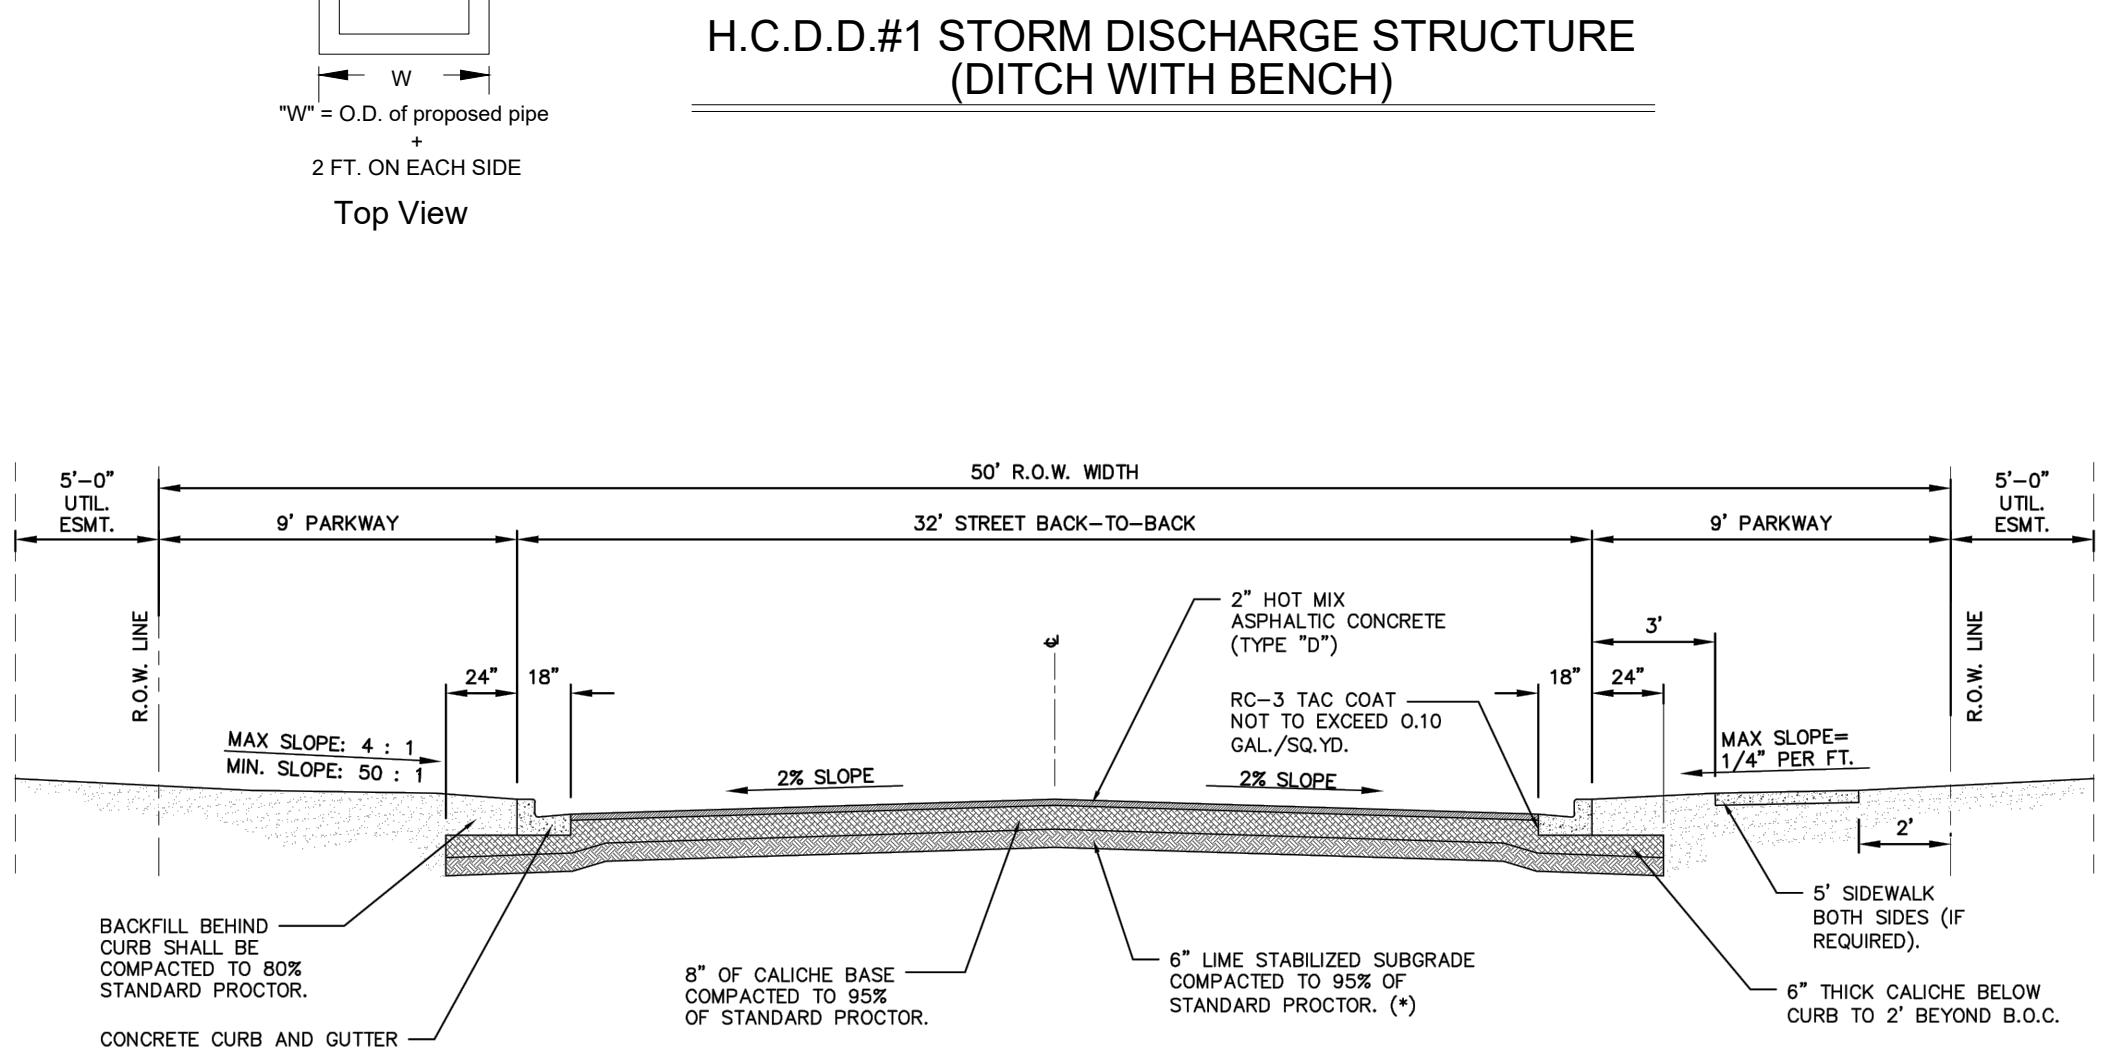 H.C.D.D.#1 STORM DISCHARGE STRUCTURE
(DITCH WITH BENCH)
W
"W" = O.D. of proposed pipe
+
2 FT. ON EACH SIDE
Top View
5'-0"
UTIL.
ESMT.
50' R.O.W. WIDTH
5'-0"
UTIL.
ESMT.
9' PARKWAY
32' STREET BACK-TO-BACK
9' PARKWAY
R.O.W. LINE
℄
2" HOT MIX
ASPHALTIC CONCRETE
(TYPE "D")
3'
R.O.W. LINE
24"
18"
18"
24"
RC-3 TAC COAT
NOT TO EXCEED 0.10
GAL./SQ.YD.
MAX SLOPE: 4 : 1
MIN. SLOPE: 50 : 1
2% SLOPE
2% SLOPE
MAX SLOPE=
1/4" PER FT.
2'
BACKFILL BEHIND
CURB SHALL BE
COMPACTED TO 80%
STANDARD PROCTOR.
CONCRETE CURB AND GUTTER
8" OF CALICHE BASE
COMPACTED TO 95%
OF STANDARD PROCTOR.
6" LIME STABILIZED SUBGRADE
COMPACTED TO 95% OF
STANDARD PROCTOR. (*)
5' SIDEWALK
BOTH SIDES (IF
REQUIRED).
6" THICK CALICHE BELOW
CURB TO 2' BEYOND B.O.C.